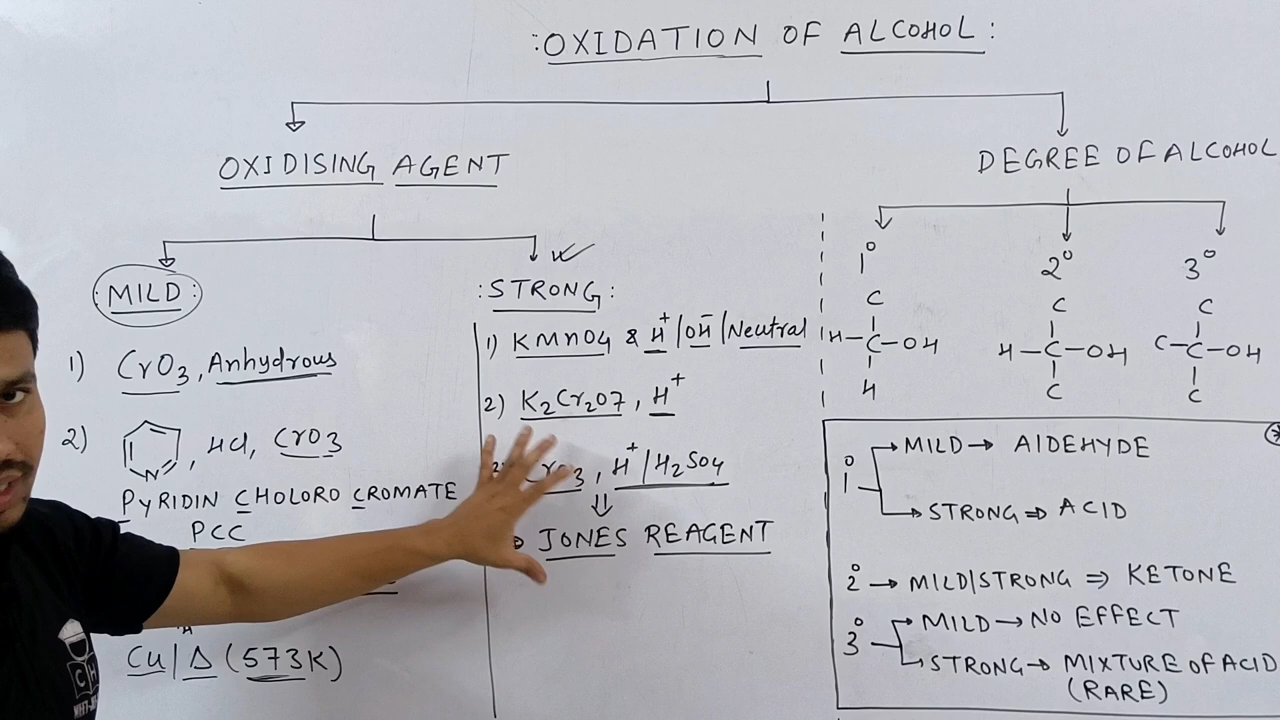 :OXIDATION OF ALCOHOL:
OXIDISING AGENT
DEGREE OF ALCOHOL
MILD:
:STRONG:
1) CrO3, Anhydrous
2) N, HCl, CrO3
PYRIDIN CHOLORO CROMATE
PCC
Cu/Δ (573K)
1) KMnO4 & H+/OH-/Neutral
2) K2Cr2O7, H+
CrO3, H+/H2SO4
⇓
JONES REAGENT
1° 2° 3°
C C C
H-C-OH H-C-OH C-C-OH
H C C
1° MILD → AlDEHYDE
STRONG ⇒ ACID
2° → MILD/STRONG ⇒ KETONE
3° MILD → NO EFFECT
STRONG → MIXTURE OF ACID
(RARE)
C H